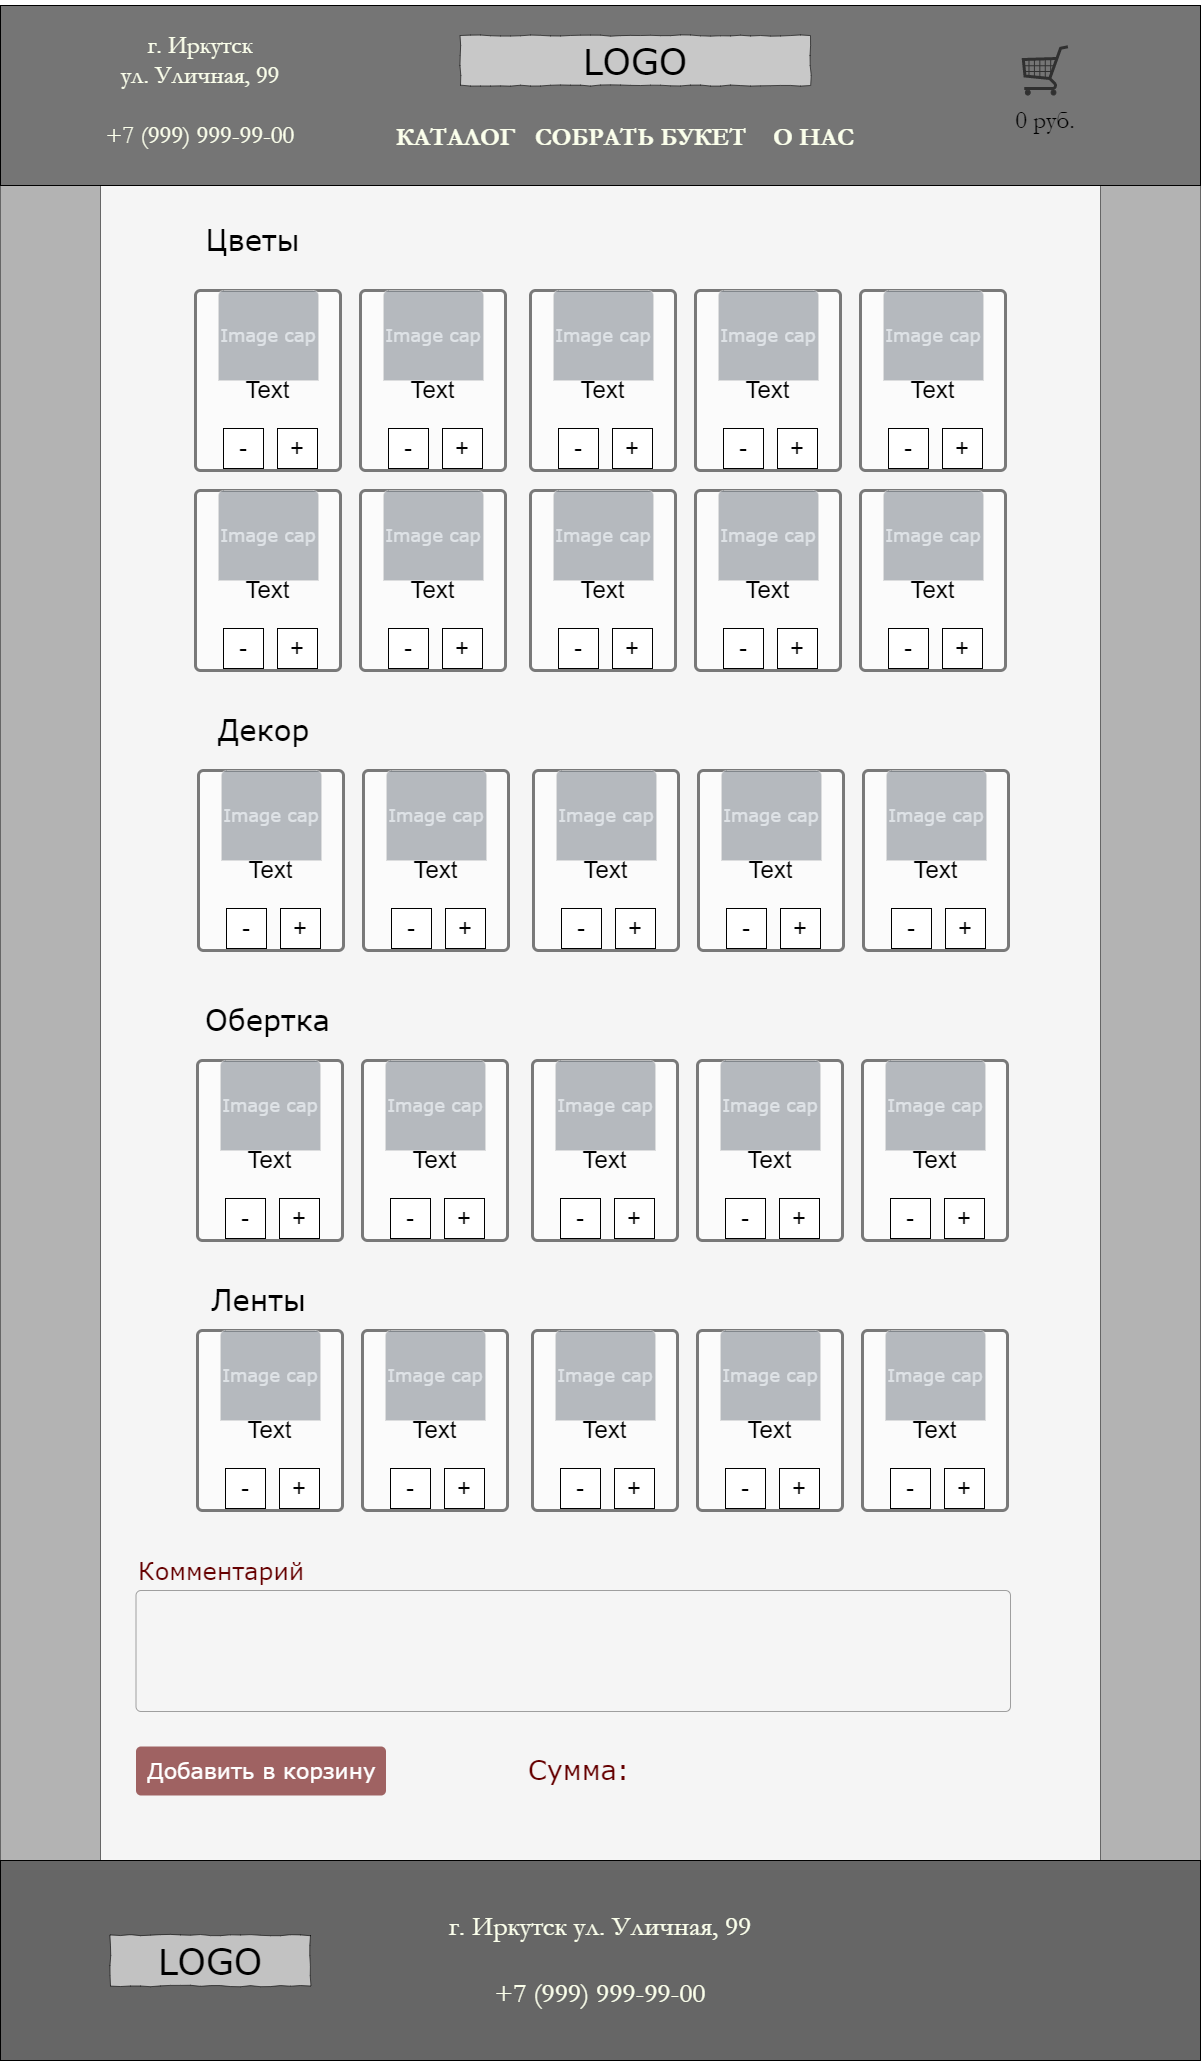 г. Иркутск
ул. Уличная, 99
+7 (999) 999-99-00
LOGO
КАТАЛОГ СОБРАТЬ БУКЕТ О НАС
0 руб.
Цветы
Image cap Image cap Image cap Image cap Image cap
Text Text Text Text Text
- + - + - + - + - +
Image cap Image cap Image cap Image cap Image cap
Text Text Text Text Text
- + - + - + - + - +
Декор
Image cap Image cap Image cap Image cap Image cap
Text Text Text Text Text
- + - + - + - + - +
Обертка
Image cap Image cap Image cap Image cap Image cap
Text Text Text Text Text
- + - + - + - + - +
Ленты
Image cap Image cap Image cap Image cap Image cap
Text Text Text Text Text
- + - + - + - + - +
Комментарий
Добавить в корзину Сумма:
LOGO
г. Иркутск ул. Уличная, 99
+7 (999) 999-99-00